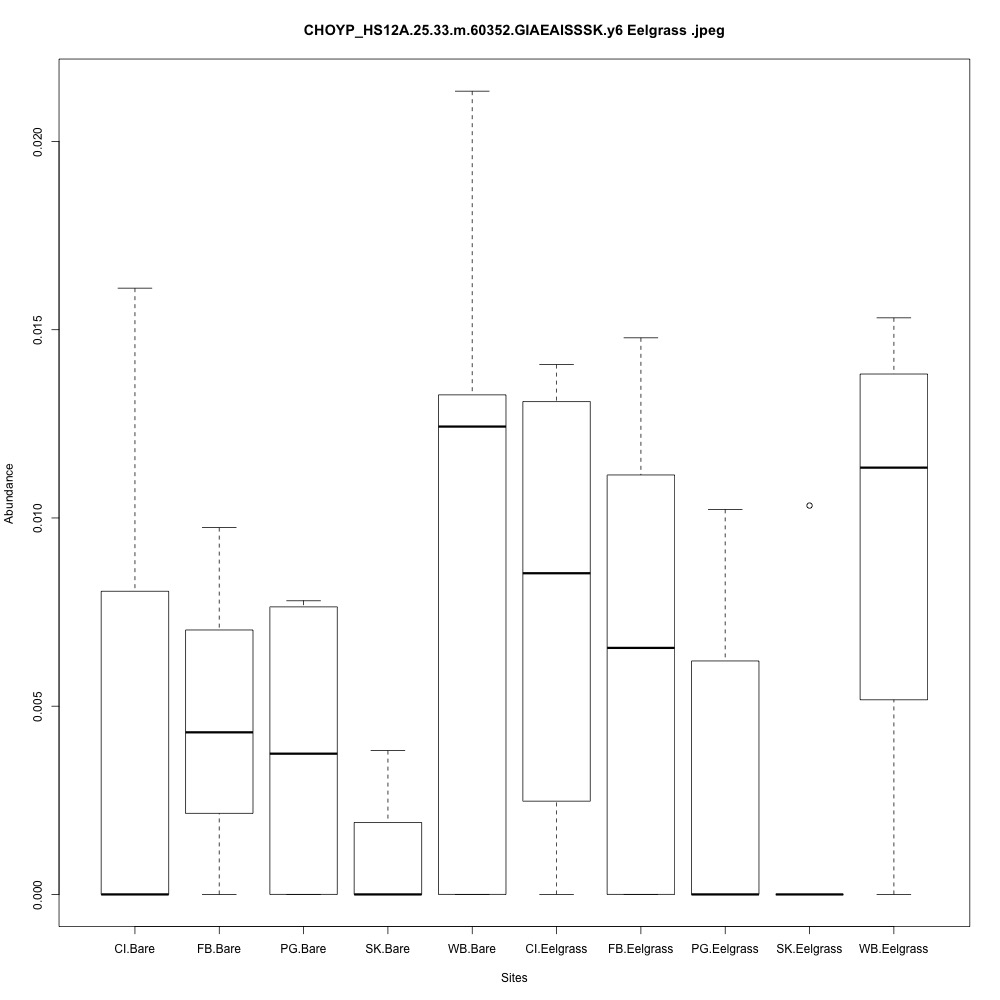 CHOYP_HS12A.25.33.m.60352.GIAEAISSSK.y6 Eelgrass .jpeg
Abundance
0.020
0.015
0.010
0.005
0.000
CI.Bare FB.Bare PG.Bare SK.Bare WB.Bare CI.Eelgrass FB.Eelgrass PG.Eelgrass SK.Eelgrass WB.Eelgrass
Sites